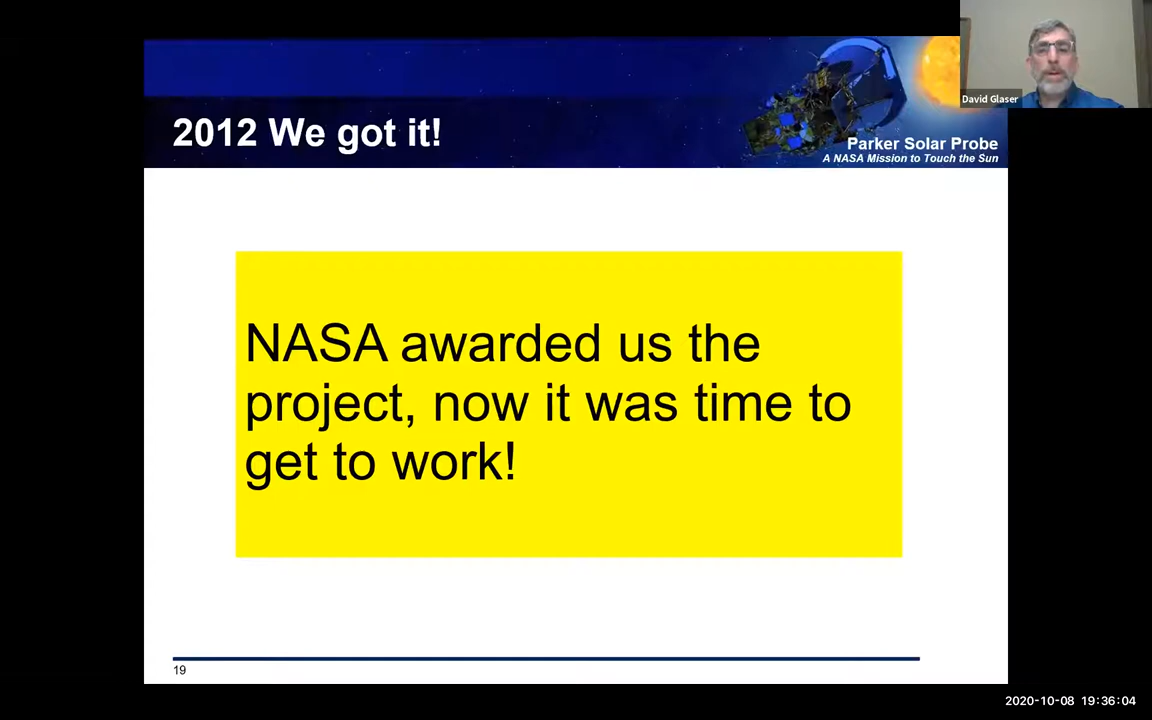 David Glaser
2012 We got it!
Parker Solar Probe
A NASA Mission to Touch the Sun
NASA awarded us the
project, now it was time to
get to work!
19
2020-10-08 19:36:04